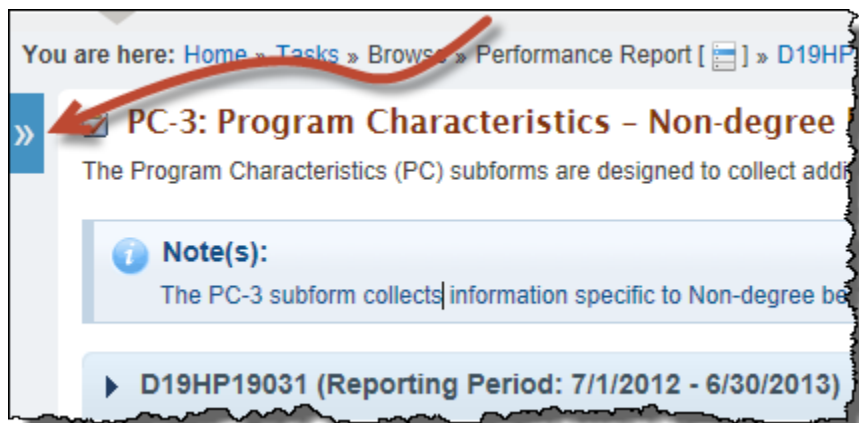 You are here: Home » Tasks » Browse » Performance Report [ ] » D19HP
»
PC-3: Program Characteristics – Non-degree
The Program Characteristics (PC) subforms are designed to collect addi
Note(s):
The PC-3 subform collects information specific to Non-degree be
D19HP19031 (Reporting Period: 7/1/2012 - 6/30/2013)